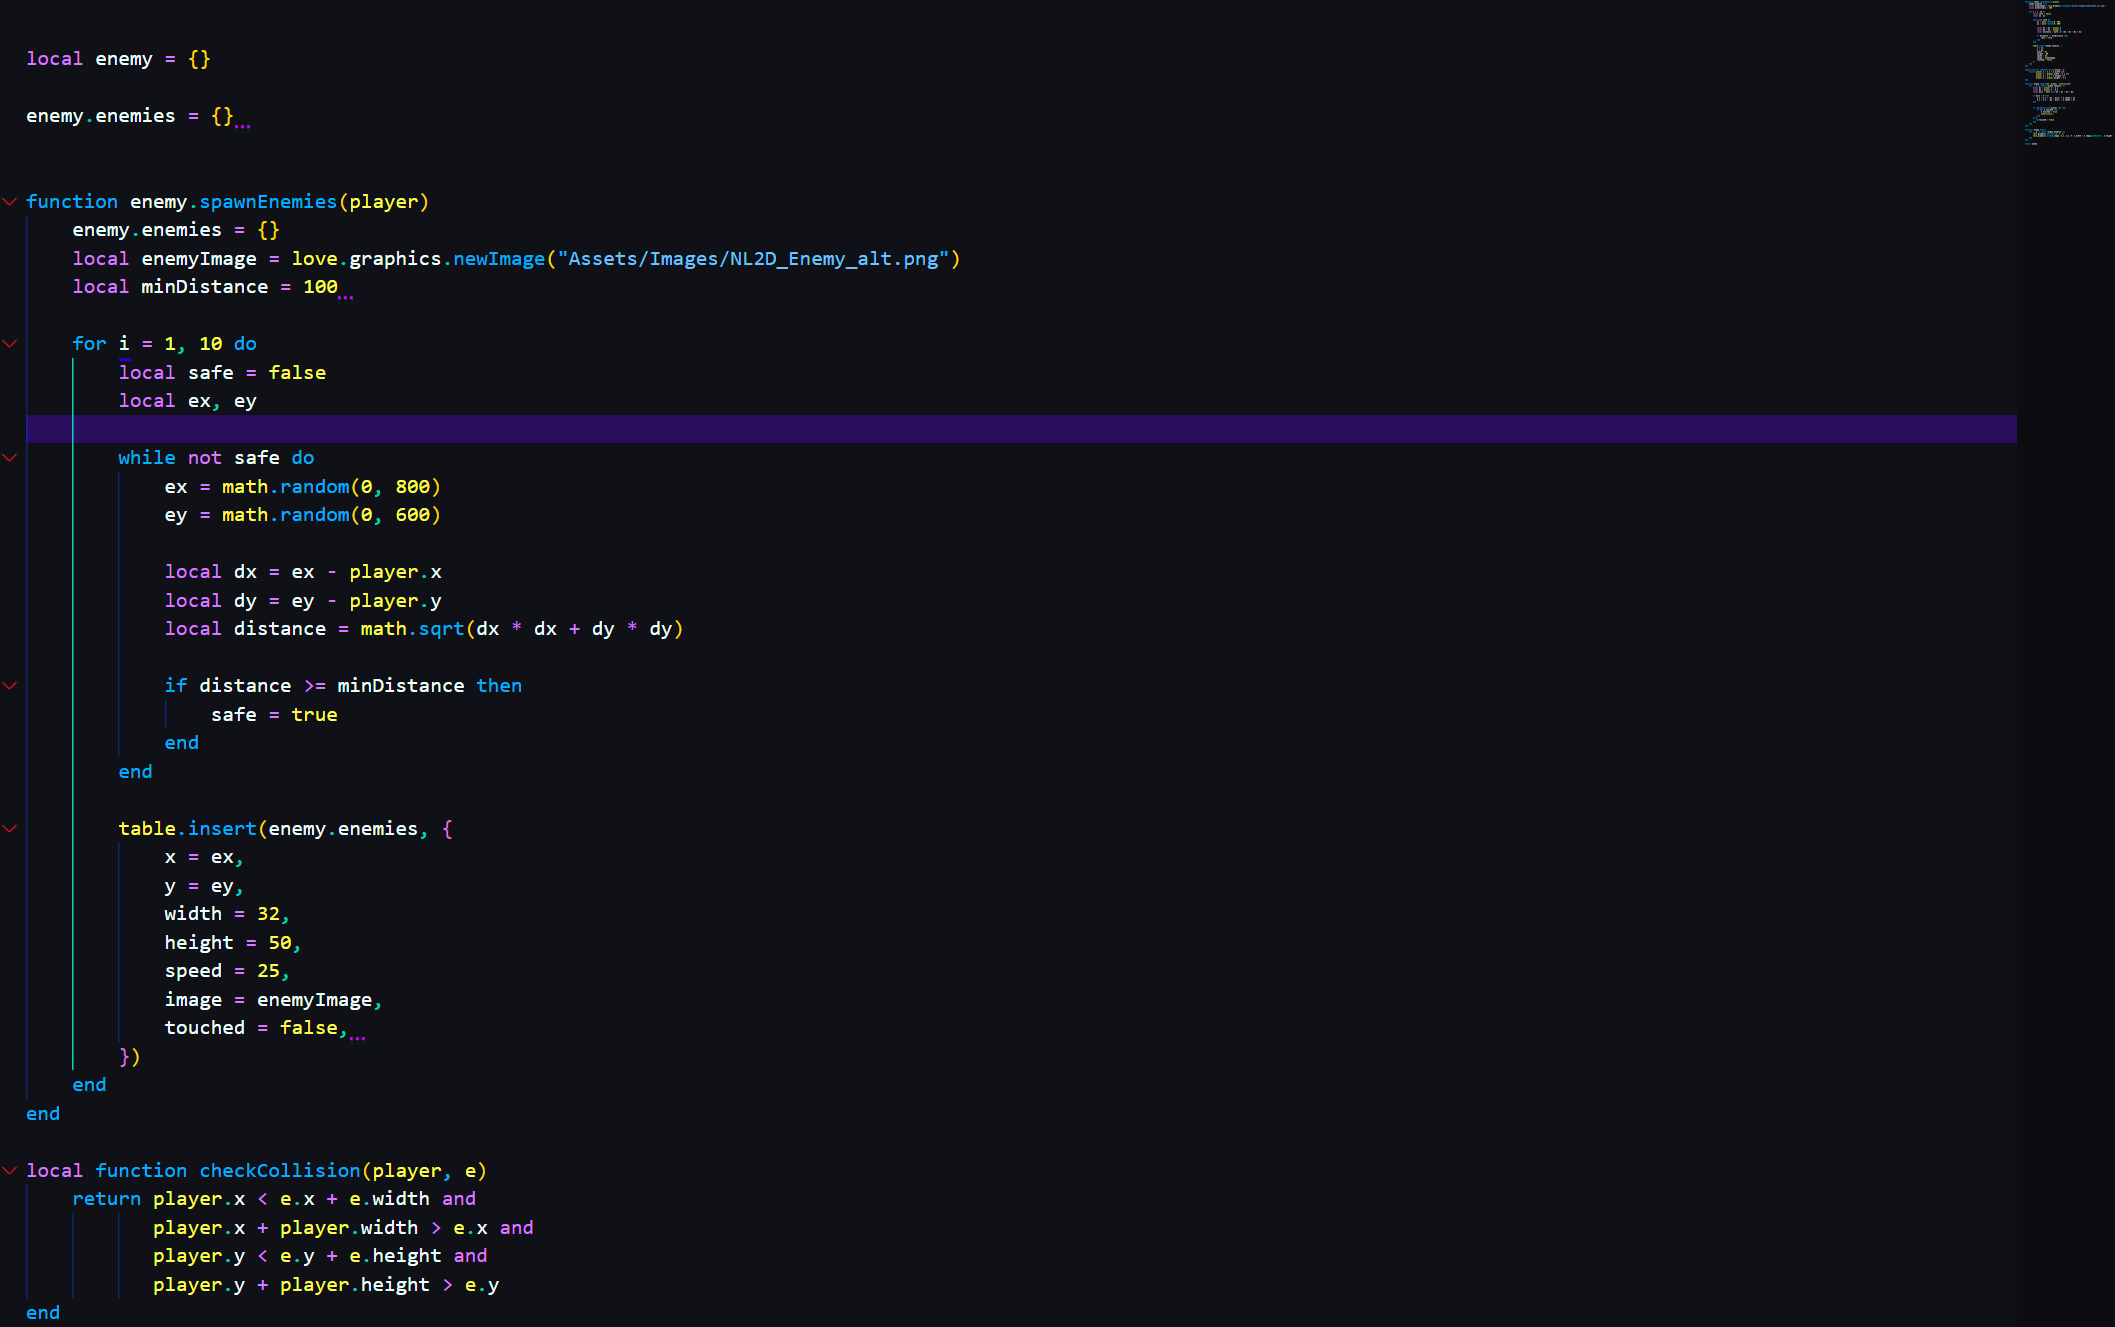 local enemy = {}
enemy.enemies = {}
function enemy.spawnEnemies(player)
enemy.enemies = {}
local enemyImage = love.graphics.newImage("Assets/Images/NL2D_Enemy_alt.png")
local minDistance = 100
for i = 1, 10 do
local safe = false
local ex, ey
while not safe do
ex = math.random(0, 800)
ey = math.random(0, 600)
local dx = ex - player.x
local dy = ey - player.y
local distance = math.sqrt(dx * dx + dy * dy)
if distance >= minDistance then
safe = true
end
end
table.insert(enemy.enemies, {
x = ex,
y = ey,
width = 32,
height = 50,
speed = 25,
image = enemyImage,
touched = false,
})
end
end
local function checkCollision(player, e)
return player.x < e.x + e.width and
player.x + player.width > e.x and
player.y < e.y + e.height and
player.y + player.height > e.y
end